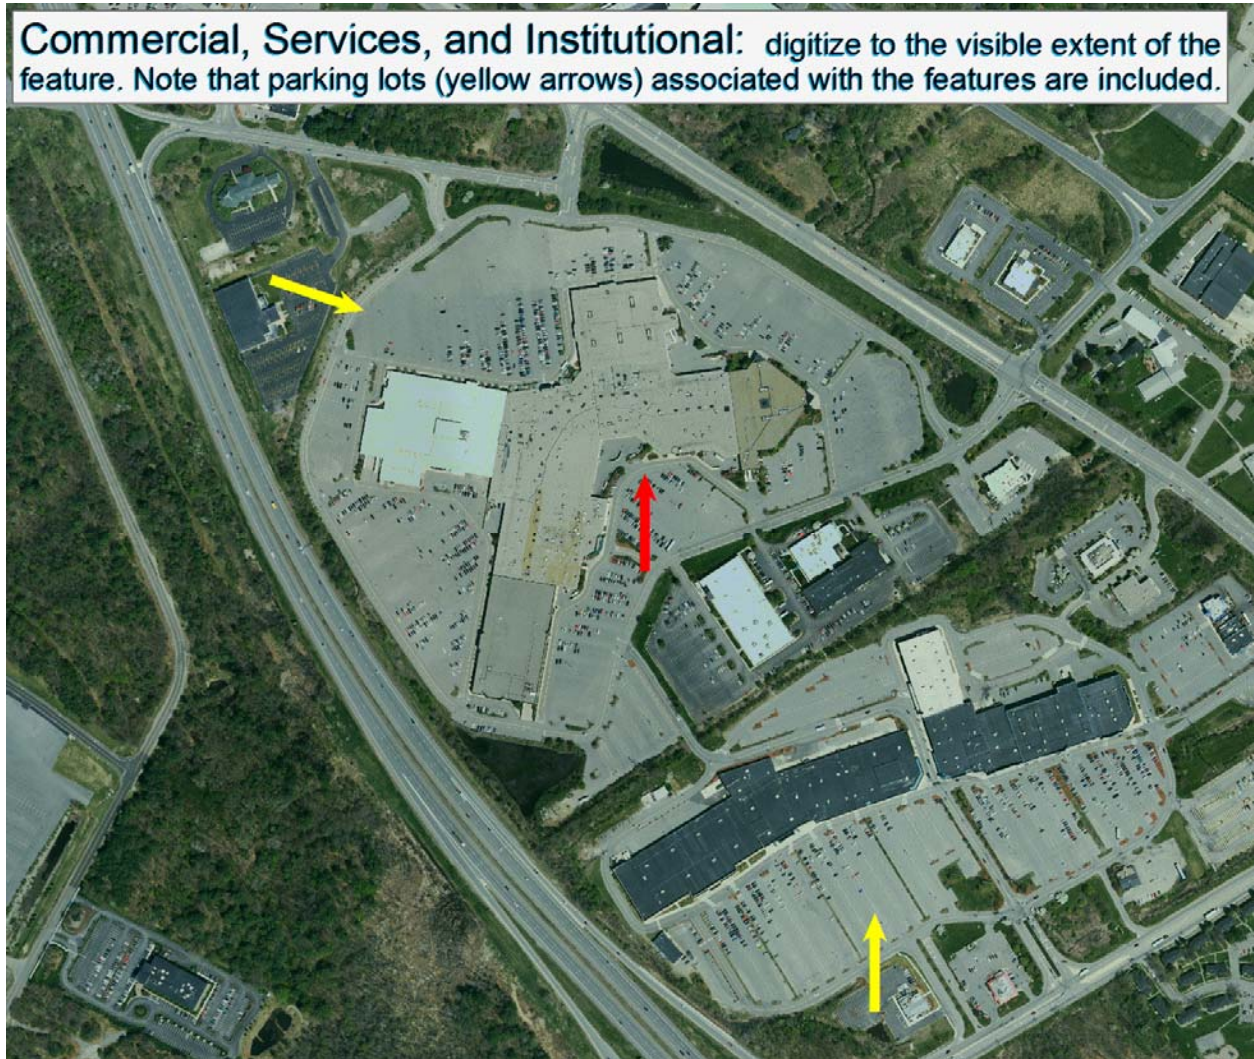 Commercial, Services, and Institutional: digitize to the visible extent of the
feature. Note that parking lots (yellow arrows) associated with the features are included.